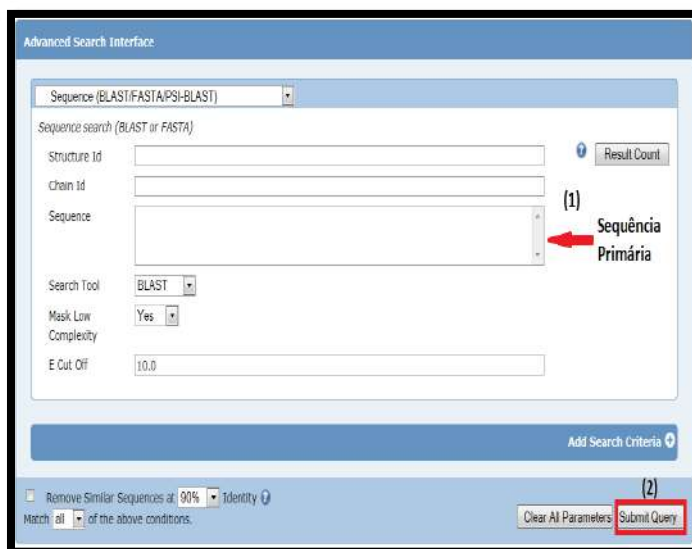 Advanced Search Interface
Sequence (BLAST/FASTA/PSI-BLAST)
Sequence search (BLAST or FASTA)
Structure Id
Result Count
Chain Id
(1)
Sequence
Sequência
Primária
Search Tool BLAST
Mask Low Yes
Complexity
E Cut Off 10.0
Add Search Criteria
(2)
Remove Similar Sequences at 90% Identity
Match all of the above conditions.
Clear All Parameters Submit Query